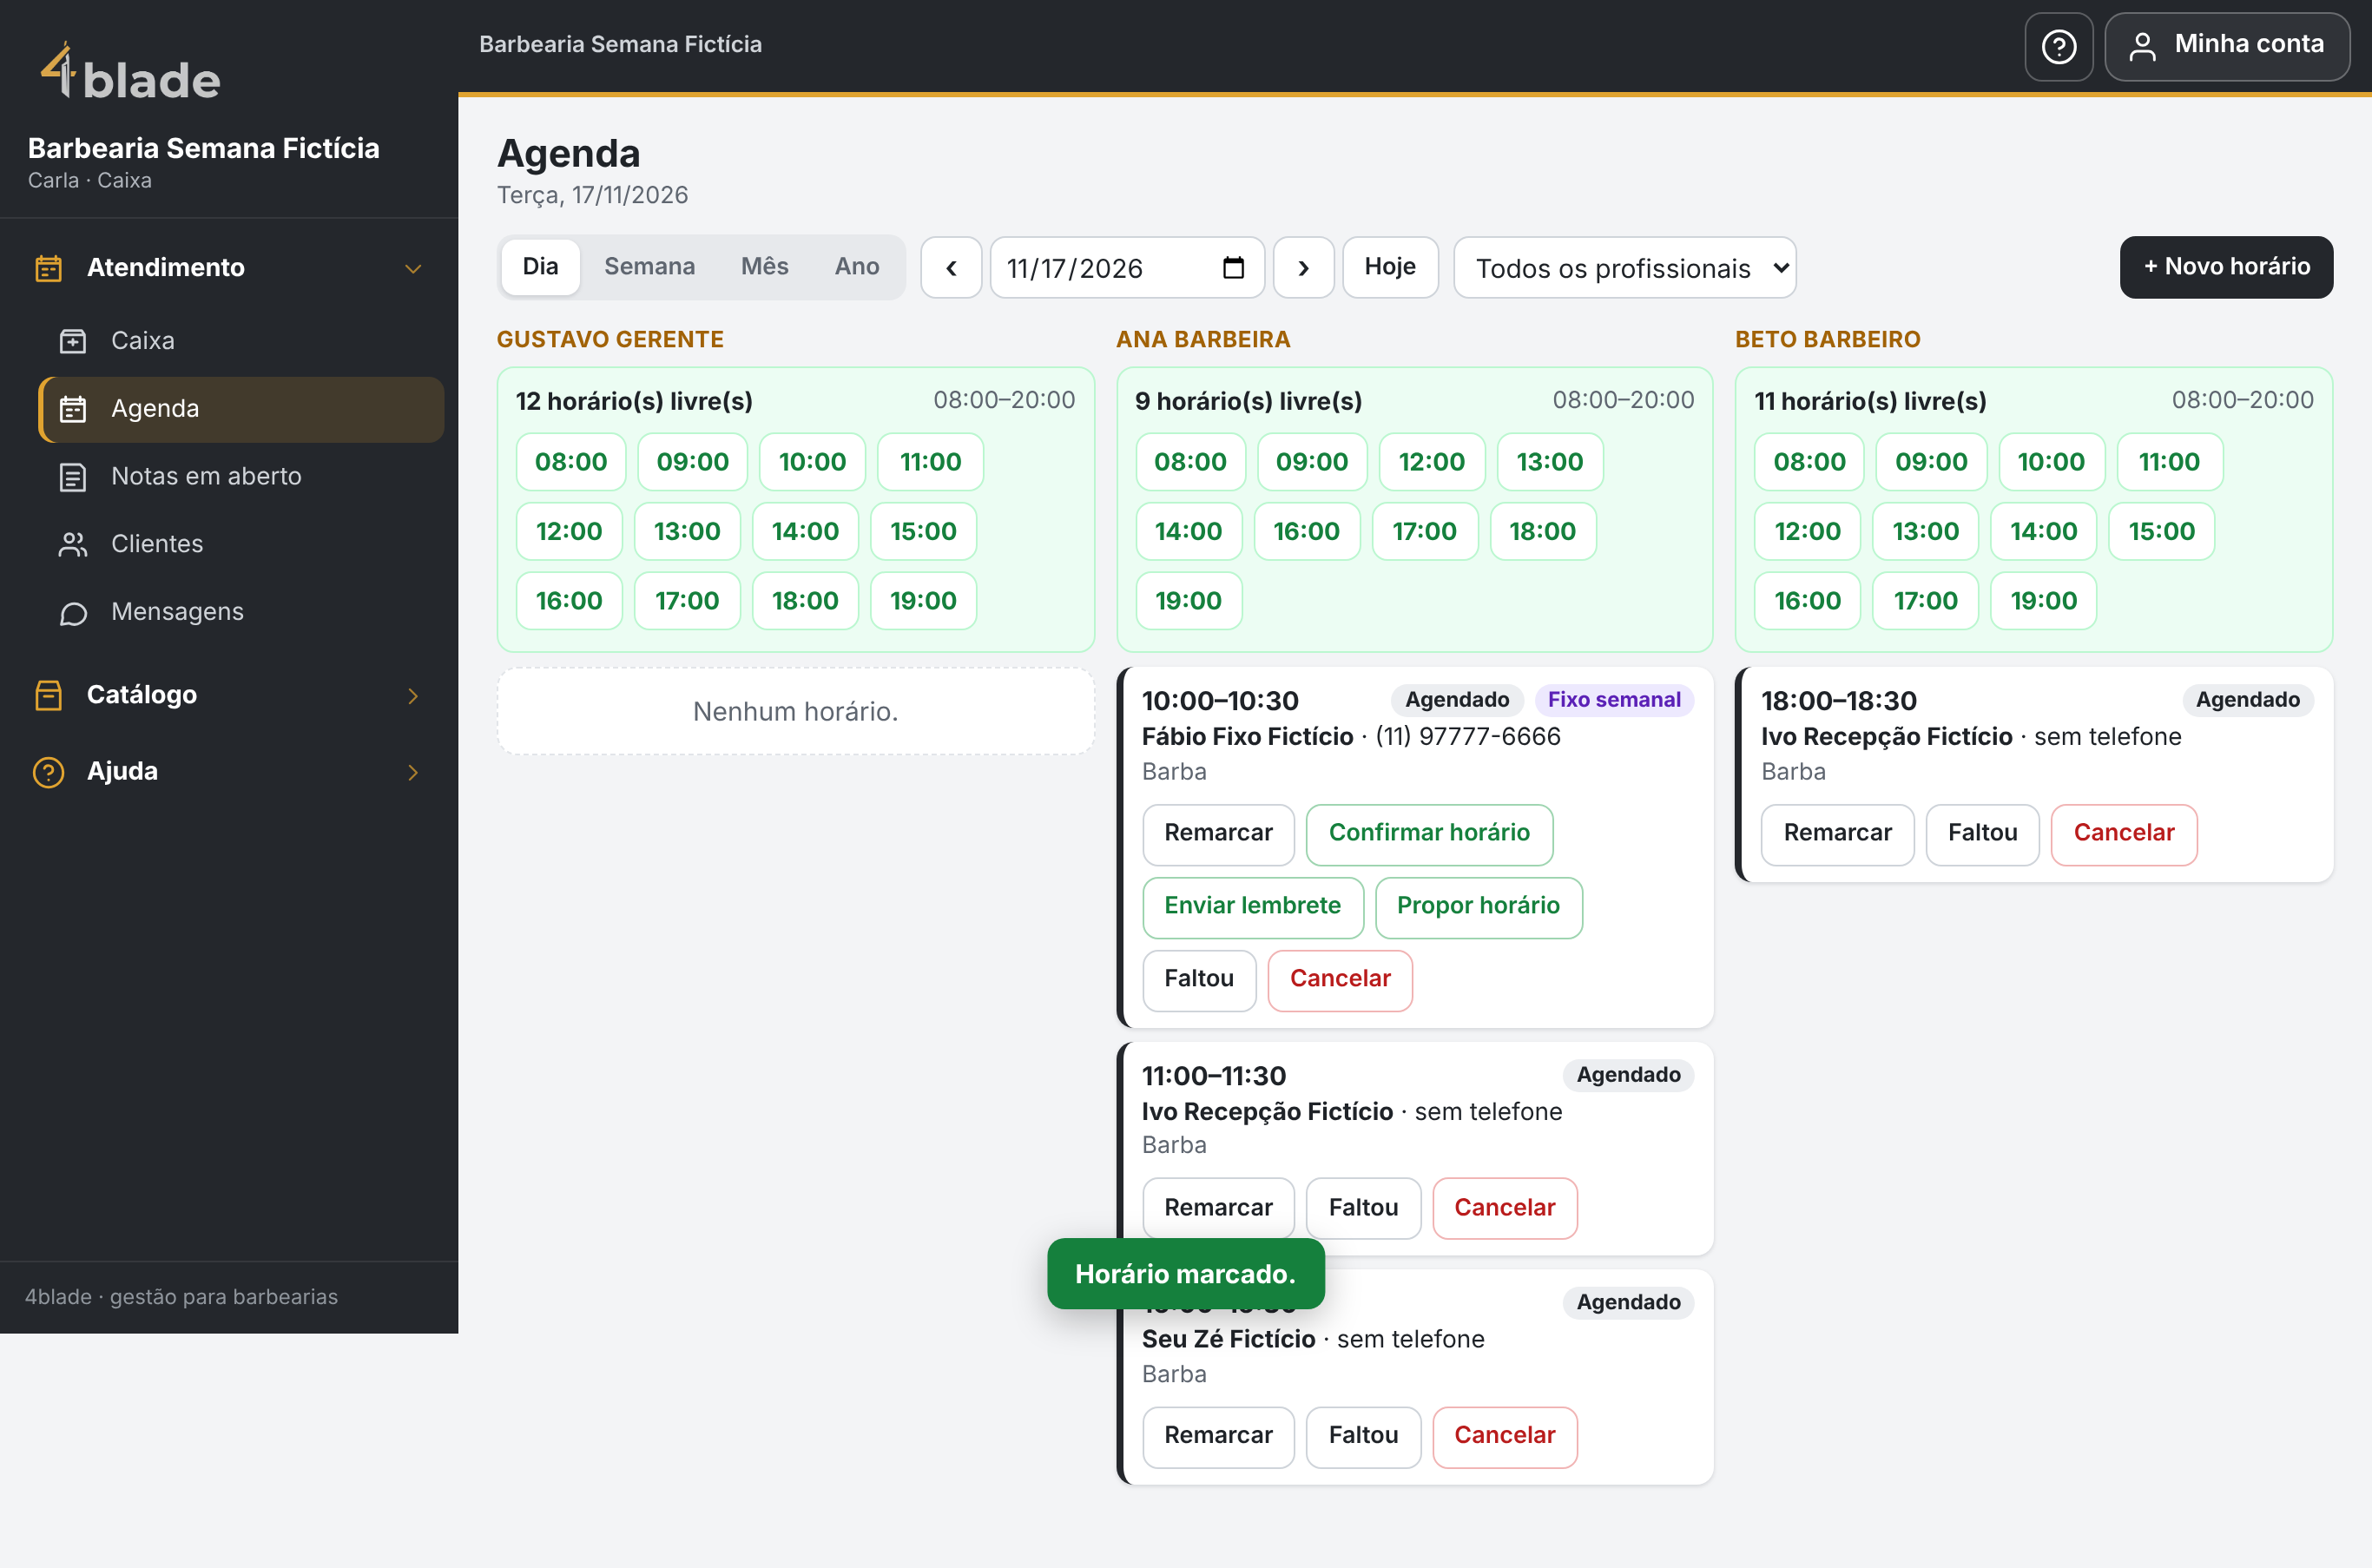 4blade
Barbearia Semana Fictícia
Carla · Caixa
Atendimento
Caixa
Agenda
Notas em aberto
Clientes
Mensagens
Catálogo
Ajuda
4blade · gestão para barbearias
Barbearia Semana Fictícia
Minha conta
Agenda
Terça, 17/11/2026
Dia Semana Mês Ano ‹ 11/17/2026 › Hoje Todos os profissionais + Novo horário
GUSTAVO GERENTE
12 horário(s) livre(s) 08:00–20:00
08:00 09:00 10:00 11:00
12:00 13:00 14:00 15:00
16:00 17:00 18:00 19:00
Nenhum horário.
ANA BARBEIRA
9 horário(s) livre(s) 08:00–20:00
08:00 09:00 12:00 13:00
14:00 16:00 17:00 18:00
19:00
10:00–10:30 Agendado Fixo semanal
Fábio Fixo Fictício · (11) 97777-6666
Barba
Remarcar Confirmar horário
Enviar lembrete Propor horário
Faltou Cancelar
11:00–11:30 Agendado
Ivo Recepção Fictício · sem telefone
Barba
Remarcar Faltou Cancelar
Horário marcado.
Agendado
Seu Zé Fictício · sem telefone
Barba
Remarcar Faltou Cancelar
BETO BARBEIRO
11 horário(s) livre(s) 08:00–20:00
08:00 09:00 10:00 11:00
12:00 13:00 14:00 15:00
16:00 17:00 19:00
18:00–18:30 Agendado
Ivo Recepção Fictício · sem telefone
Barba
Remarcar Faltou Cancelar